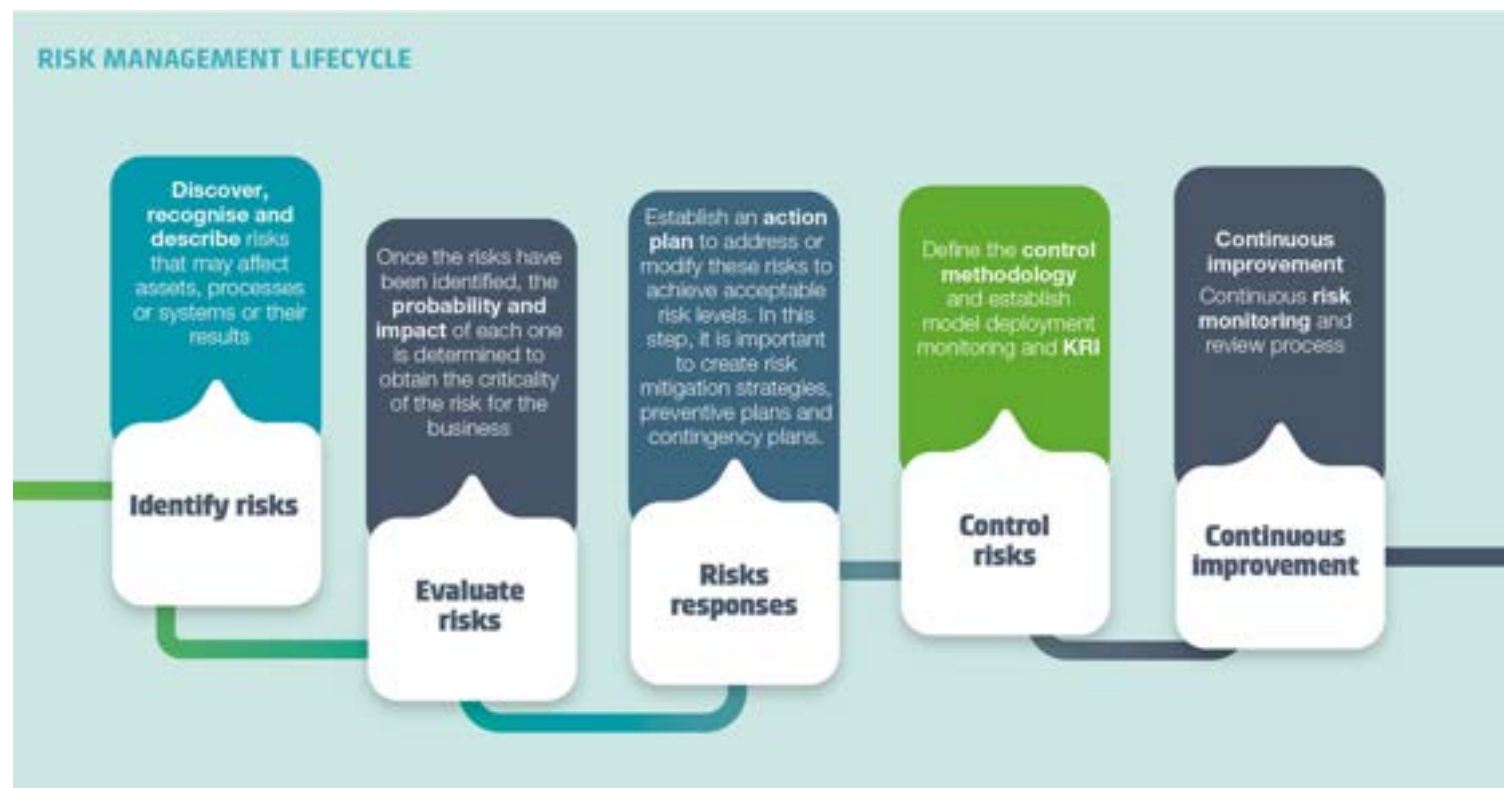 RISK MANAGEMENT LIFECYCLE
Discover,
recognise and
describe risks
that may affect
assets, processes
or systems or their
results
Identify risks
Once the risks have
been identified, the
probability and
impact of each one
is determined to
obtain the criticality
of the risk for the
business
Evaluate
risks
Establish an action
plan to address or
modify these risks to
achieve acceptable
risk levels. In this
step, it is important
to create risk
mitigation strategies,
preventive plans and
contingency plans.
Risks
responses
Define the control
methodology
and establish
model deployment
monitoring and KRI
Control
risks
Continuous
improvement
Continuous risk
monitoring and
review process
Continuous
improvement